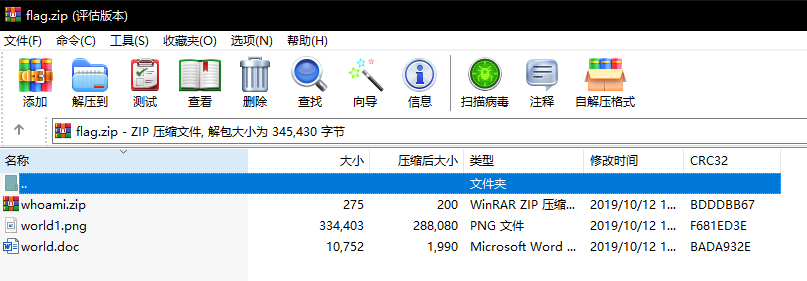 flag.zip (评估版本)
文件(F) 命令(C) 工具(S) 收藏夹(O) 选项(N) 帮助(H)
添加 解压到 测试 查看 删除 查找 向导 信息 扫描病毒 注释 自解压格式
flag.zip - ZIP 压缩文件, 解包大小为 345,430 字节
名称 大小 压缩后大小 类型 修改时间 CRC32
.. 文件夹
whoami.zip 275 200 WinRAR ZIP 压缩... 2019/10/12 1... BDDDBB67
world1.png 334,403 288,080 PNG 文件 2019/10/12 1... F681ED3E
world.doc 10,752 1,990 Microsoft Word ... 2019/10/12 1... BADA932E